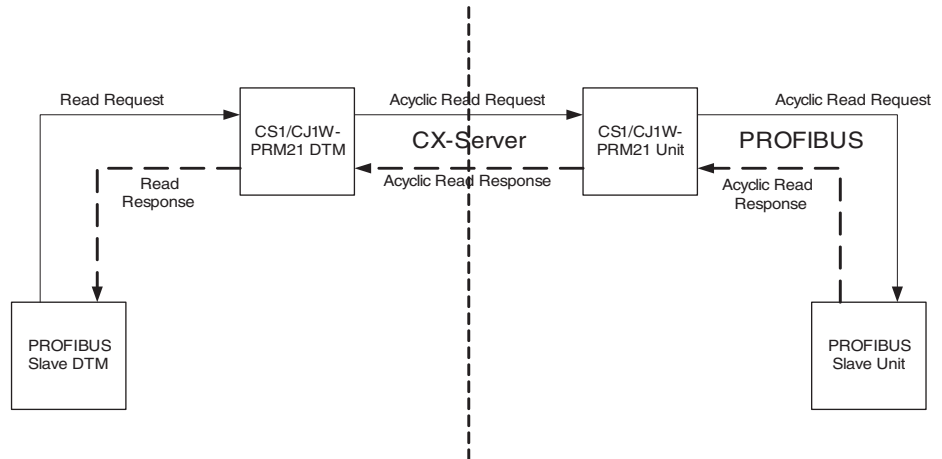 Read Request
Acyclic Read Request
Acyclic Read Request
CS1/CJ1W-
PRM21 DTM
CX-Server
CS1/CJ1W-
PRM21 Unit
PROFIBUS
Read
Response
Acyclic Read Response
Acyclic Read
Response
PROFIBUS
Slave DTM
PROFIBUS
Slave Unit